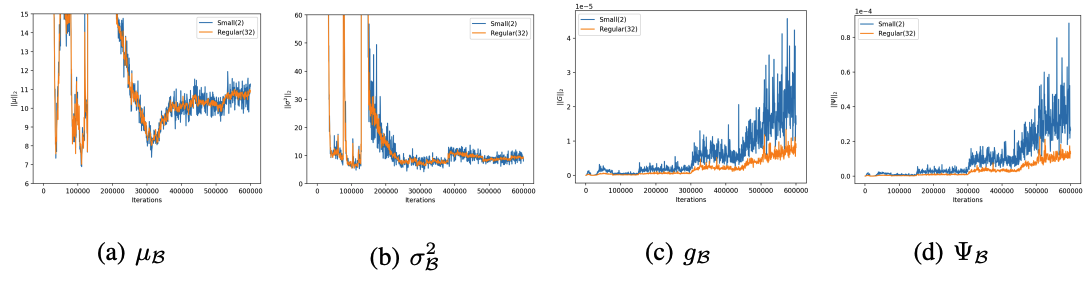 Small(2)
Regular(32)
||μ||₂
15
14
13
12
11
10
9
8
7
6
0 100000 200000 300000 400000 500000 600000
Iterations
(a) μ_ℬ
Small(2)
Regular(32)
||σ²||₂
60
50
40
30
20
10
0
0 100000 200000 300000 400000 500000 600000
Iterations
(b) σ²_ℬ
1e−5
Small(2)
Regular(32)
||G||₂
4
3
2
1
0
0 100000 200000 300000 400000 500000 600000
Iterations
(c) g_ℬ
1e−4
Small(2)
Regular(32)
||Ψ||₂
0.8
0.6
0.4
0.2
0.0
0 100000 200000 300000 400000 500000 600000
Iterations
(d) Ψ_ℬ